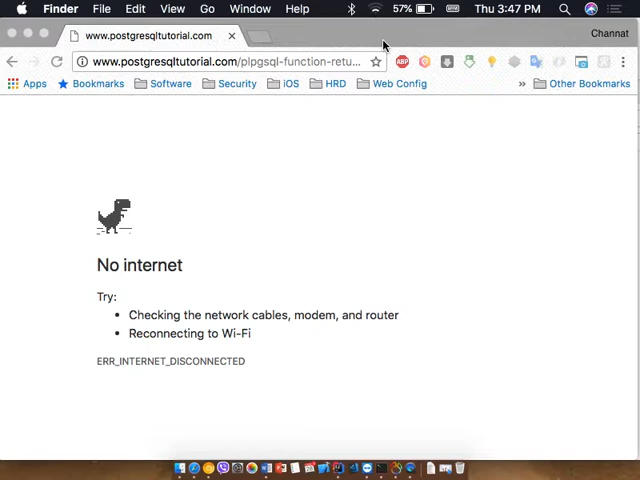 Finder File Edit View Go Window Help 57% Thu 3:47 PM
www.postgresqltutorial.com Channat
www.postgresqltutorial.com/plpgsql-function-retu...
Apps Bookmarks Software Security iOS HRD Web Config » Other Bookmarks
No internet
Try:
• Checking the network cables, modem, and router
• Reconnecting to Wi-Fi
ERR_INTERNET_DISCONNECTED